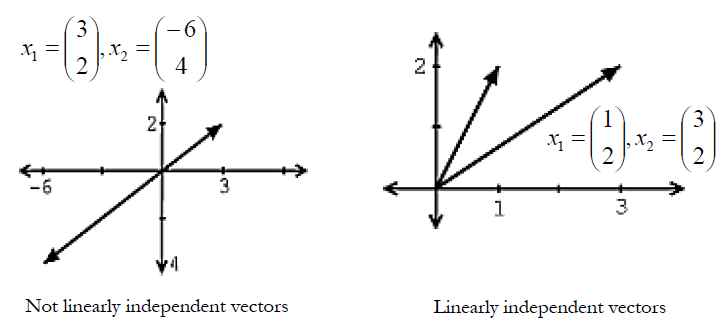 x₁ = (3 2), x₂ = (−6 4)
2
-6
3
4
Not linearly independent vectors
2
x₁ = (1 2), x₂ = (3 2)
1
3
Linearly independent vectors